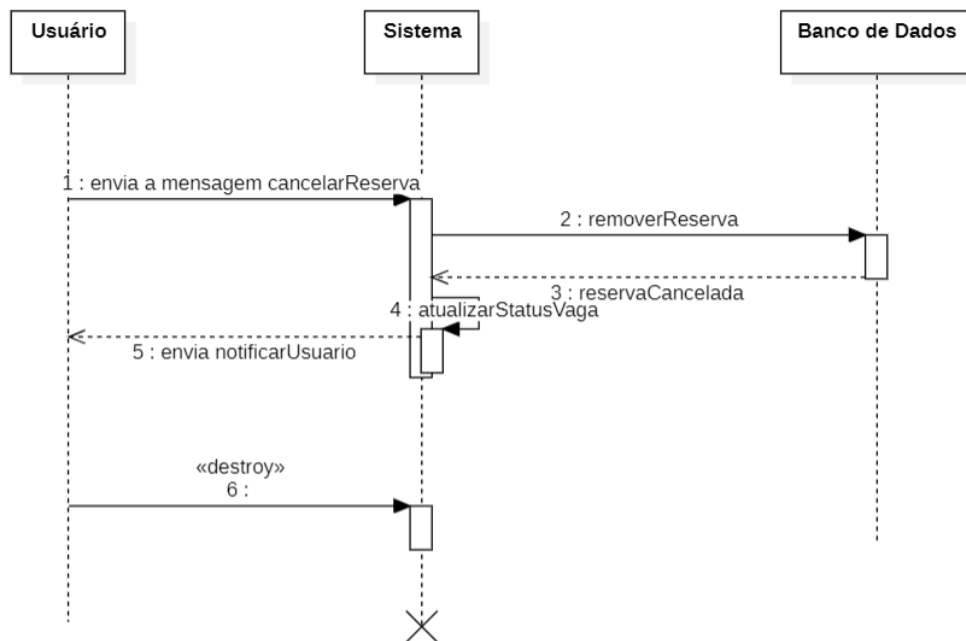 Usuário
Sistema
Banco de Dados
1 : envia a mensagem cancelarReserva
2 : removerReserva
3 : reservaCancelada
4 : atualizarStatusVaga
5 : envia notificarUsuario
«destroy»
6 :